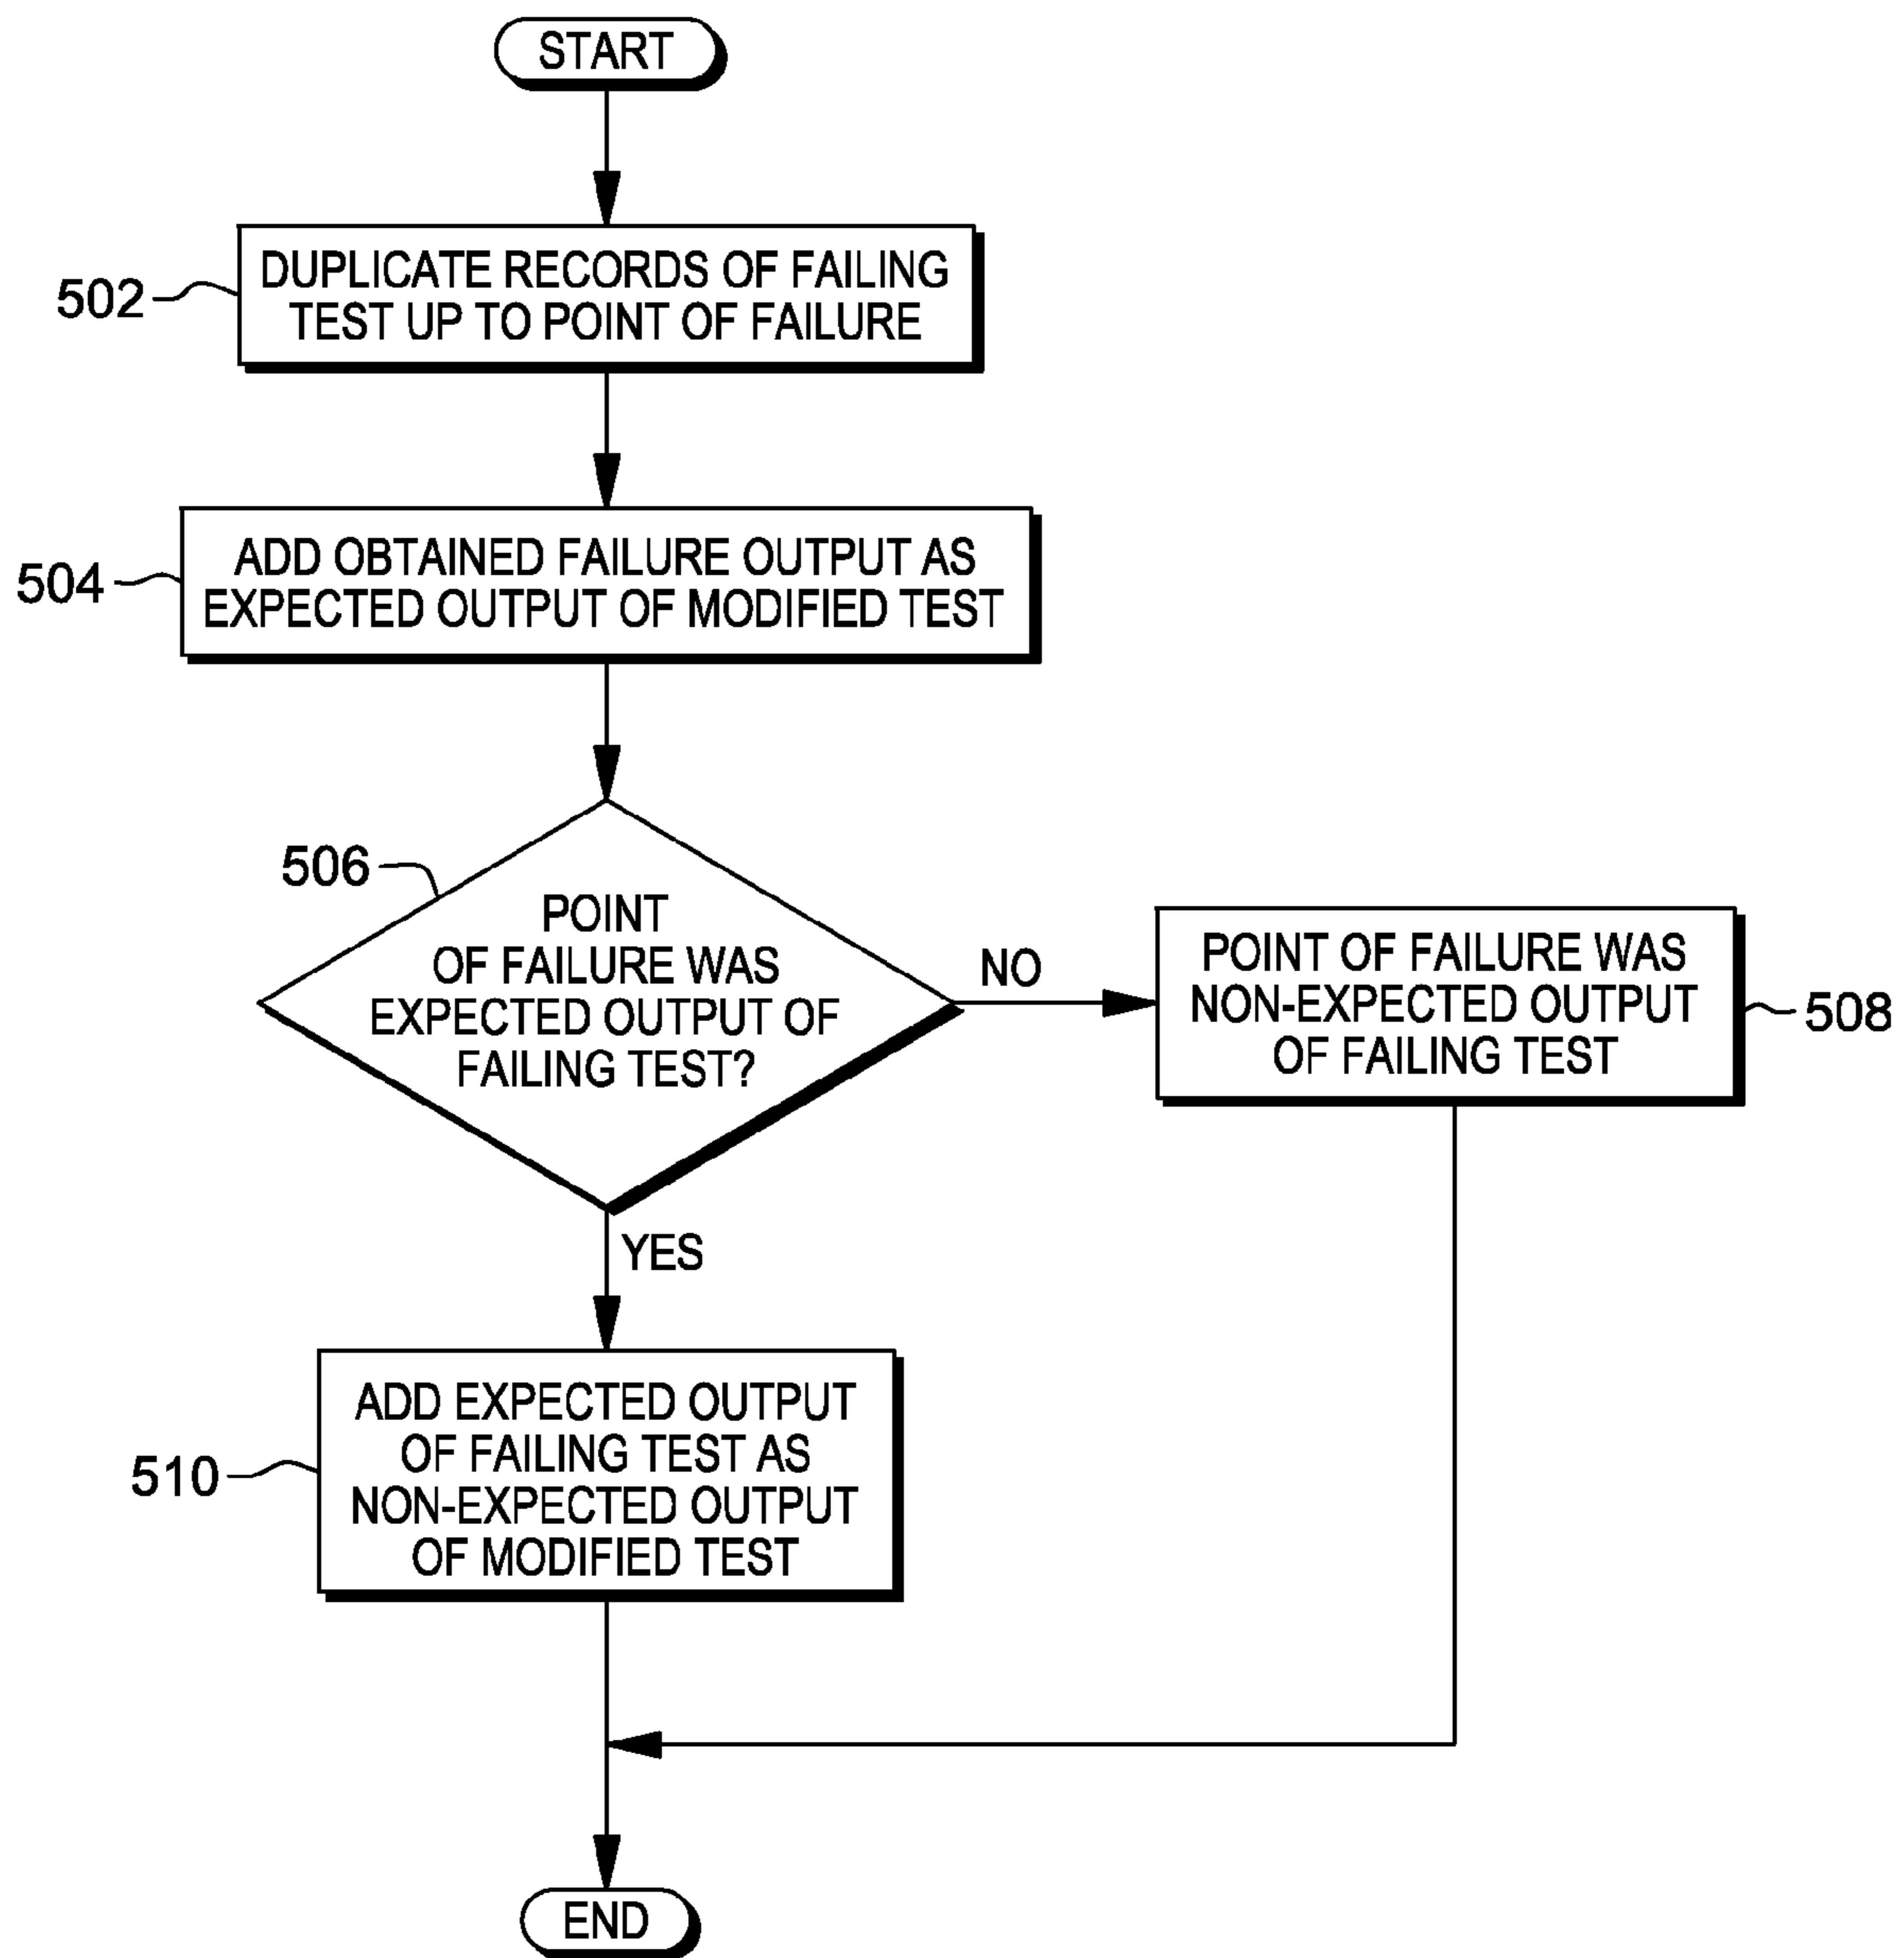 START
502
DUPLICATE RECORDS OF FAILING
TEST UP TO POINT OF FAILURE
504
ADD OBTAINED FAILURE OUTPUT AS
EXPECTED OUTPUT OF MODIFIED TEST
506
POINT
OF FAILURE WAS
EXPECTED OUTPUT OF
FAILING TEST?
NO
POINT OF FAILURE WAS
NON-EXPECTED OUTPUT
OF FAILING TEST
508
YES
510
ADD EXPECTED OUTPUT
OF FAILING TEST AS
NON-EXPECTED OUTPUT
OF MODIFIED TEST
END